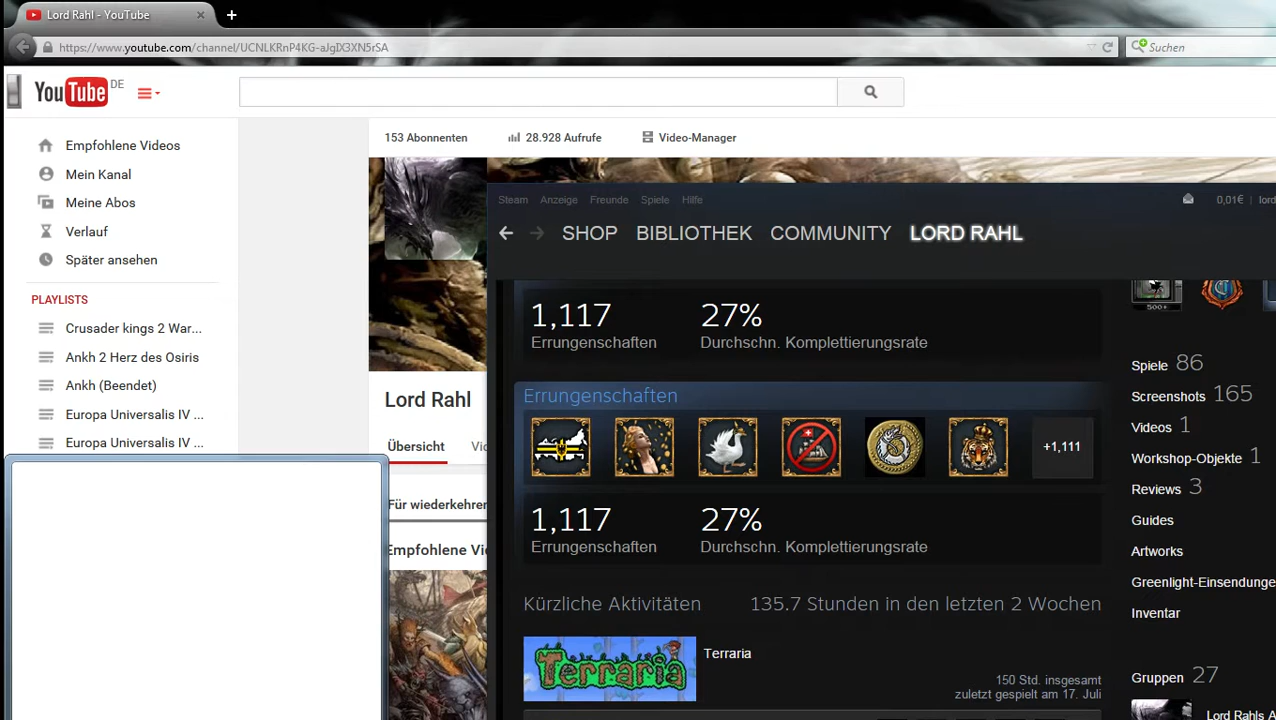 Lord Rahl - YouTube
https://www.youtube.com/channel/UCNLKRnP4KG-aJgIX3XN5rSA
Suchen
YouTube DE
153 Abonnenten
28.928 Aufrufe
Video-Manager
Empfohlene Videos
Mein Kanal
Meine Abos
Verlauf
Später ansehen
PLAYLISTS
Crusader kings 2 War...
Ankh 2 Herz des Osiris
Ankh (Beendet)
Europa Universalis IV ...
Europa Universalis IV ...
Lord Rahl
Übersicht
Für wiederkehren
Empfohlene Vi
Steam Anzeige Freunde Spiele Hilfe
0,01€
lord
SHOP BIBLIOTHEK COMMUNITY LORD RAHL
500+
1,117 27%
Errungenschaften Durchschn. Komplettierungsrate
Errungenschaften
+1,111
1,117 27%
Errungenschaften Durchschn. Komplettierungsrate
Kürzliche Aktivitäten 135.7 Stunden in den letzten 2 Wochen
Terraria
Terraria
150 Std. insgesamt
zuletzt gespielt am 17. Juli
Spiele 86
Screenshots 165
Videos 1
Workshop-Objekte 1
Reviews 3
Guides
Artworks
Greenlight-Einsendunge
Inventar
Gruppen 27
Lord Rahls A